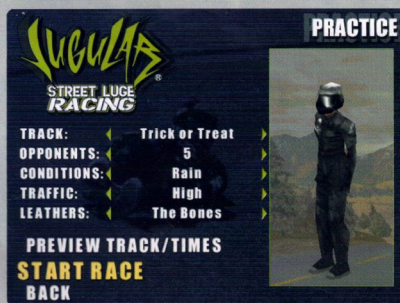 PRACTICE
JUGULAR®
STREET LUGE
RACING
TRACK: Trick or Treat
OPPONENTS: 5
CONDITIONS: Rain
TRAFFIC: High
LEATHERS: The Bones
PREVIEW TRACK/TIMES
START RACE
BACK